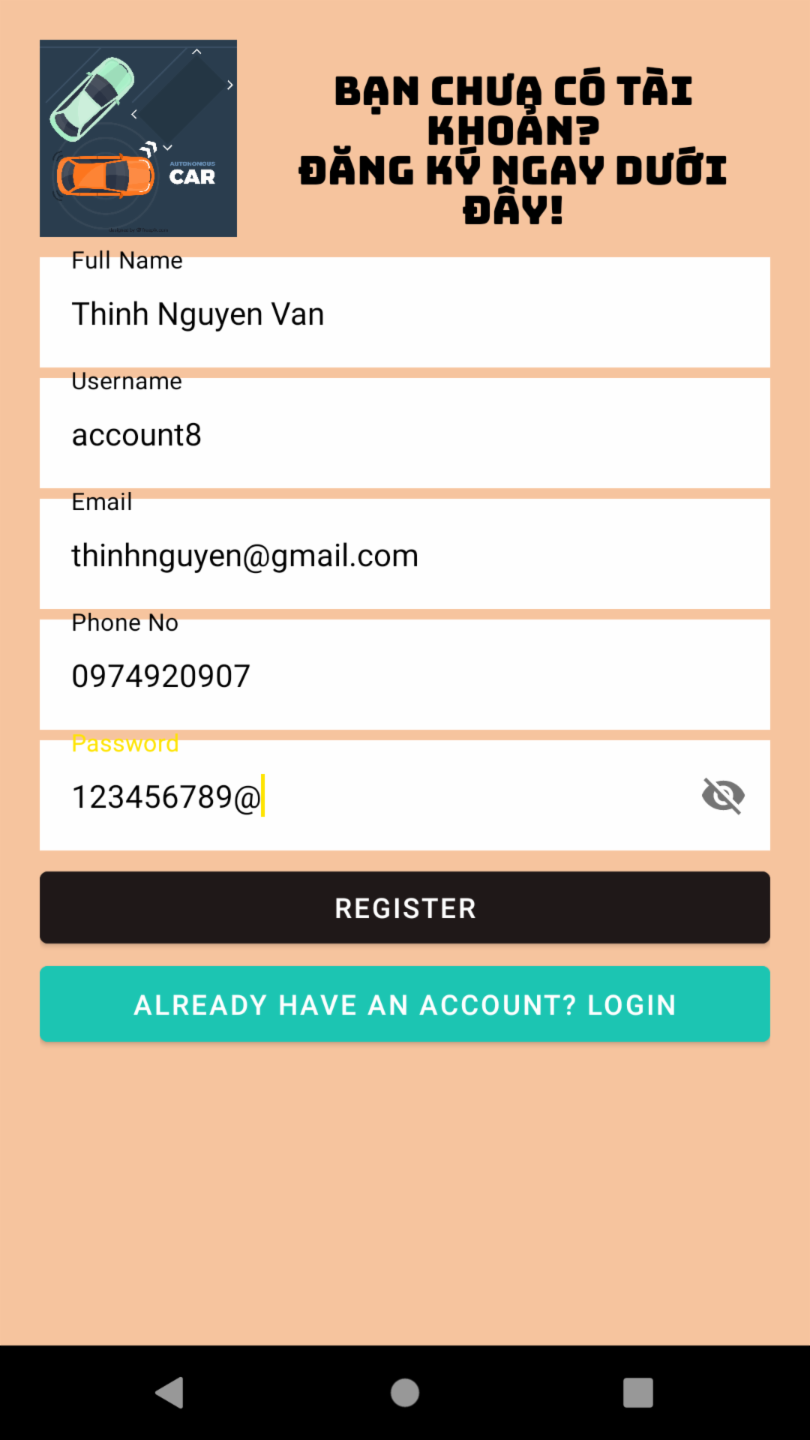 AUTONOMOUS
CAR
BẠN CHƯA CÓ TÀI
KHOẢN?
ĐĂNG KÝ NGAY DƯỚI
ĐÂY!
Full Name
Thinh Nguyen Van
Username
account8
Email
thinhnguyen@gmail.com
Phone No
0974920907
Password
123456789@
REGISTER
ALREADY HAVE AN ACCOUNT? LOGIN